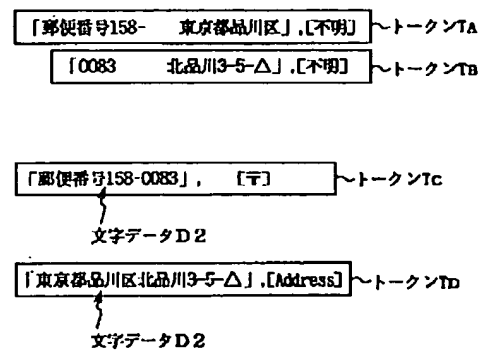 「郵便番号158-　東京都品川区」,[不明]　トークンTA
「0083　北品川3-5-△」,[不明]　トークンTB
「郵便番号158-0083」,　[〒]　トークンTC
文字データD2
「東京都品川区北品川3-5-△」,[Address]　トークンTD
文字データD2